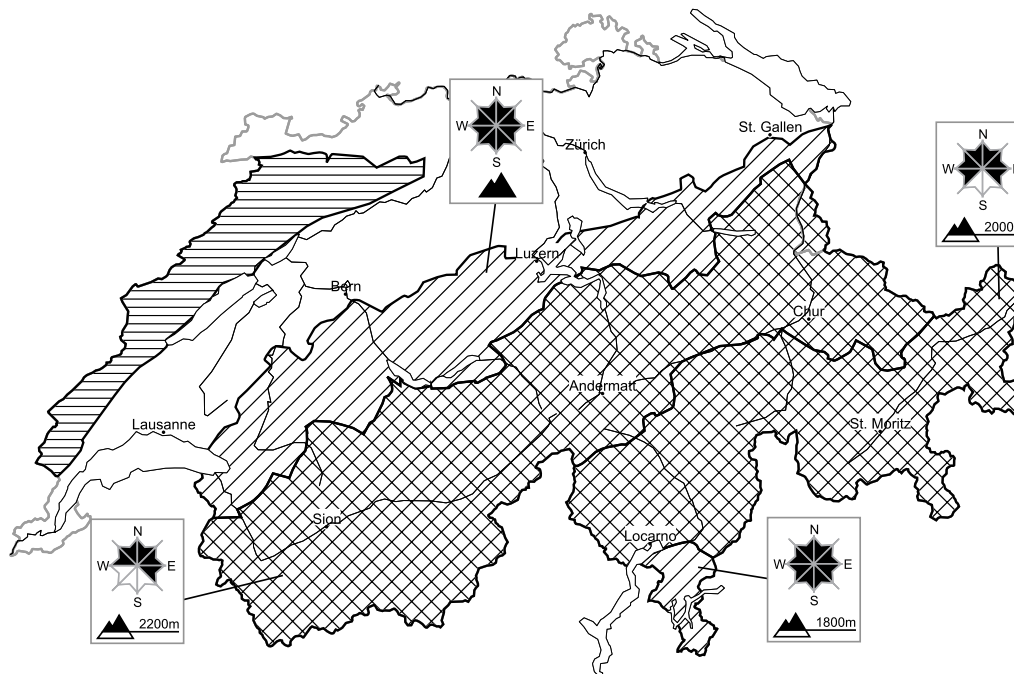 N
W E
S
Zürich
St. Gallen
N
W
S
2000
Luzern
Bern
Chur
Andermatt
Lausanne
St. Moritz
Sion
Locarno
N
W E
S
2200m
N
W E
S
1800m